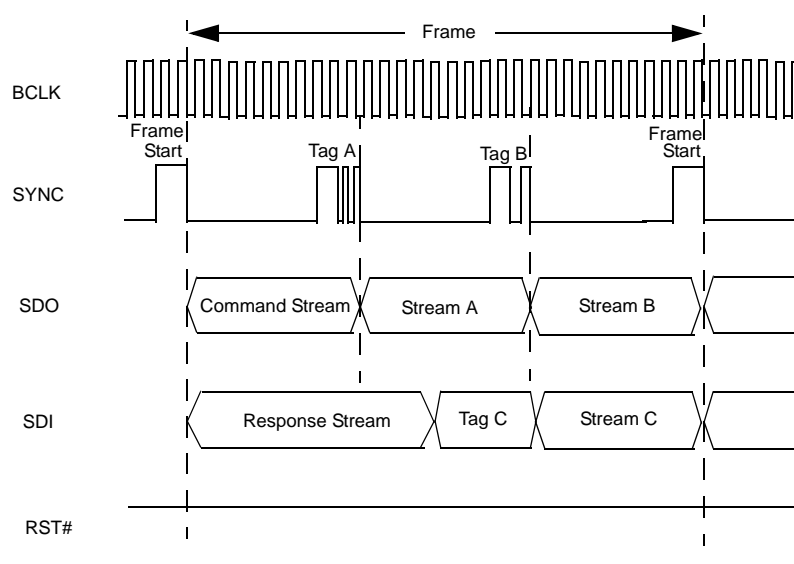 Frame
BCLK
Frame
Start
Tag A
Tag B
Frame
Start
SYNC
SDO
Command Stream
Stream A
Stream B
SDI
Response Stream
Tag C
Stream C
RST#